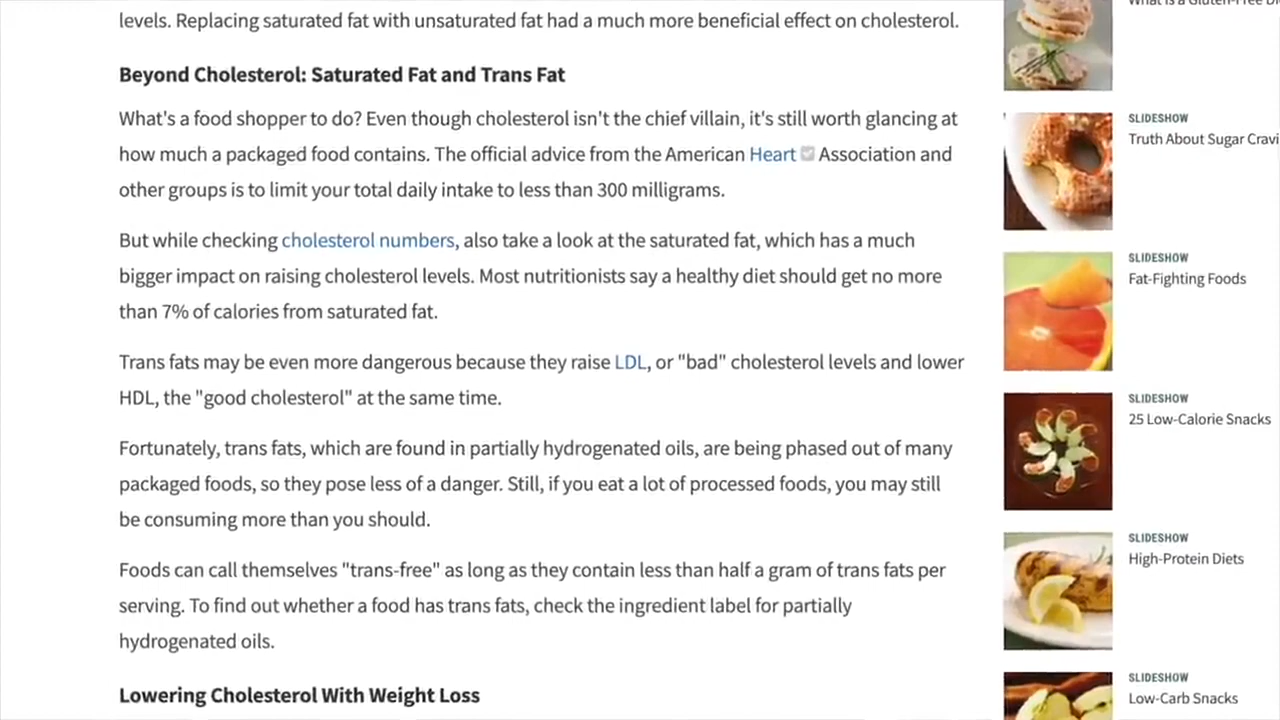 levels. Replacing saturated fat with unsaturated fat had a much more beneficial effect on cholesterol.
Beyond Cholesterol: Saturated Fat and Trans Fat
What's a food shopper to do? Even though cholesterol isn't the chief villain, it's still worth glancing at
how much a packaged food contains. The official advice from the American Heart Association and
other groups is to limit your total daily intake to less than 300 milligrams.
But while checking cholesterol numbers, also take a look at the saturated fat, which has a much
bigger impact on raising cholesterol levels. Most nutritionists say a healthy diet should get no more
than 7% of calories from saturated fat.
Trans fats may be even more dangerous because they raise LDL, or "bad" cholesterol levels and lower
HDL, the "good cholesterol" at the same time.
Fortunately, trans fats, which are found in partially hydrogenated oils, are being phased out of many
packaged foods, so they pose less of a danger. Still, if you eat a lot of processed foods, you may still
be consuming more than you should.
Foods can call themselves "trans-free" as long as they contain less than half a gram of trans fats per
serving. To find out whether a food has trans fats, check the ingredient label for partially
hydrogenated oils.
Lowering Cholesterol With Weight Loss
What Is a Gluten-Free Di
SLIDESHOW
Truth About Sugar Cravi
SLIDESHOW
Fat-Fighting Foods
SLIDESHOW
25 Low-Calorie Snacks
SLIDESHOW
High-Protein Diets
SLIDESHOW
Low-Carb Snacks